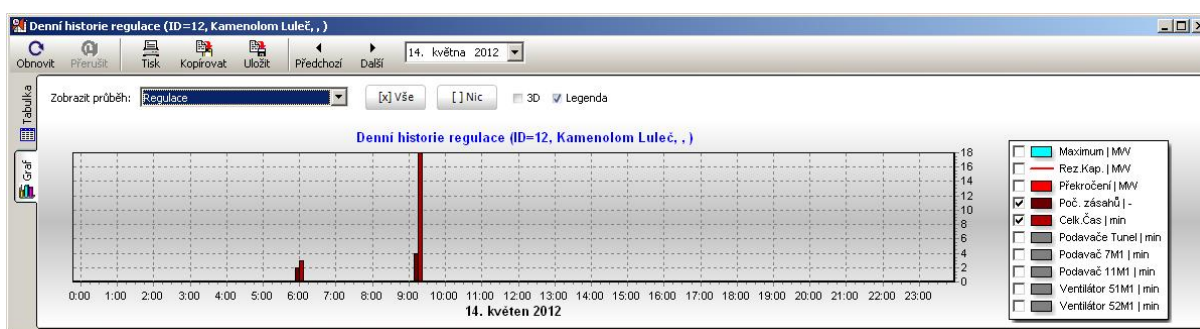 Denní historie regulace (ID=12, Kamenolom Luleč, , )
Obnovit Přerušit Tisk Kopírovat Uložit Předchozí Další 14. května 2012
Tabulka
Graf
Zobrazit průběh: Regulace [x] Vše [ ] Nic 3D Legenda
Denní historie regulace (ID=12, Kamenolom Luleč, , )
18
16
14
12
10
8
6
4
2
0
0:00 1:00 2:00 3:00 4:00 5:00 6:00 7:00 8:00 9:00 10:00 11:00 12:00 13:00 14:00 15:00 16:00 17:00 18:00 19:00 20:00 21:00 22:00 23:00
14. květen 2012
Maximum | MW
Rez.Kap. | MW
Překročení | MW
Poč. zásahů | -
Celk.Čas | min
Podavače Tunel | min
Podavač 7M1 | min
Podavač 11M1 | min
Ventilátor 51M1 | min
Ventilátor 52M1 | min